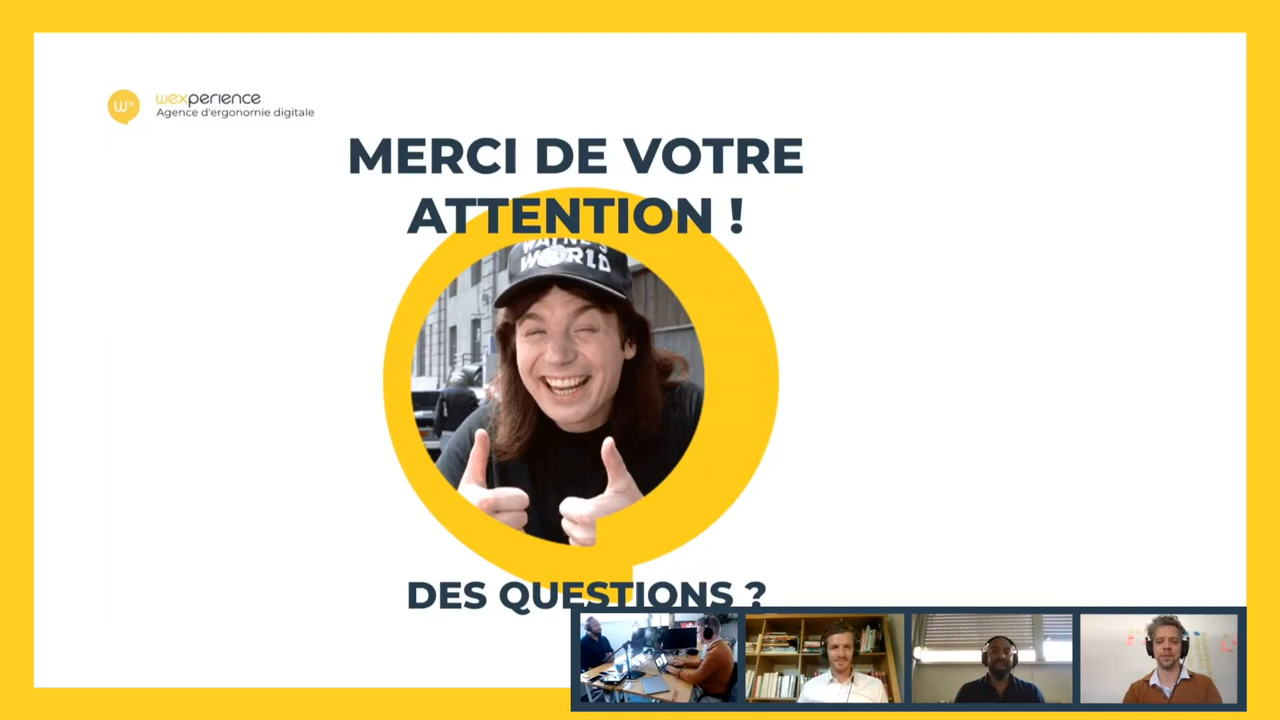 wexperience
Agence d'ergonomie digitale
MERCI DE VOTRE
ATTENTION !
WAYNE'S
WORLD
DES QUESTIONS ?